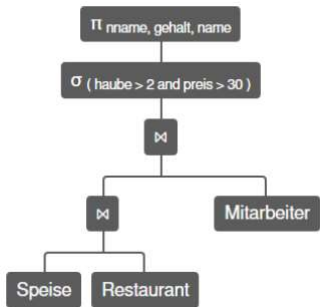 π nname, gehalt, name
σ ( haube > 2 and preis > 30 )
⋈
⋈
Mitarbeiter
Speise
Restaurant